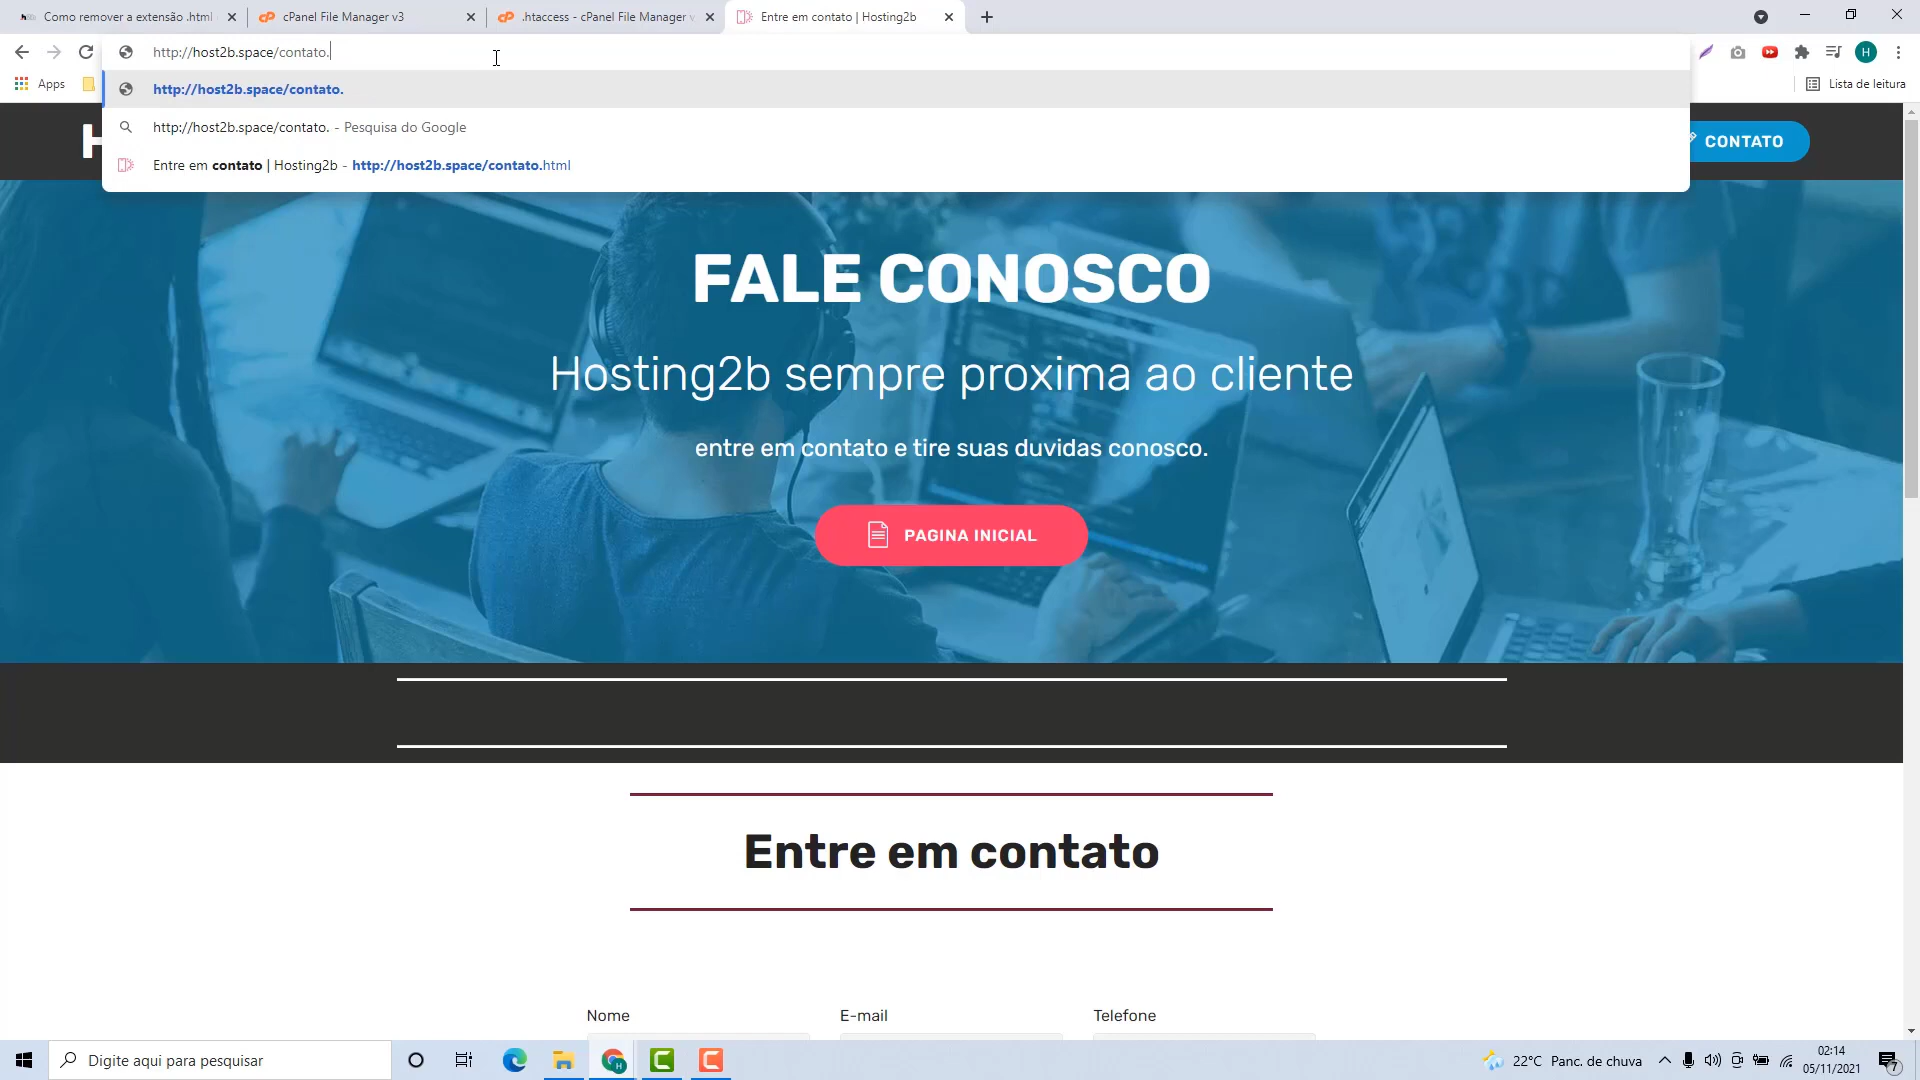 Como remover a extensão .html
cPanel File Manager v3
.htaccess - cPanel File Manager v
Entre em contato | Hosting2b
http://host2b.space/contato.
http://host2b.space/contato.
http://host2b.space/contato. - Pesquisa do Google
Entre em contato | Hosting2b - http://host2b.space/contato.html
H
Apps
Lista de leitura
H
CONTATO
FALE CONOSCO
Hosting2b sempre proxima ao cliente
entre em contato e tire suas duvidas conosco.
PAGINA INICIAL
Entre em contato
Nome
E-mail
Telefone
Digite aqui para pesquisar
22°C Panc. de chuva
02:14
05/11/2021
7